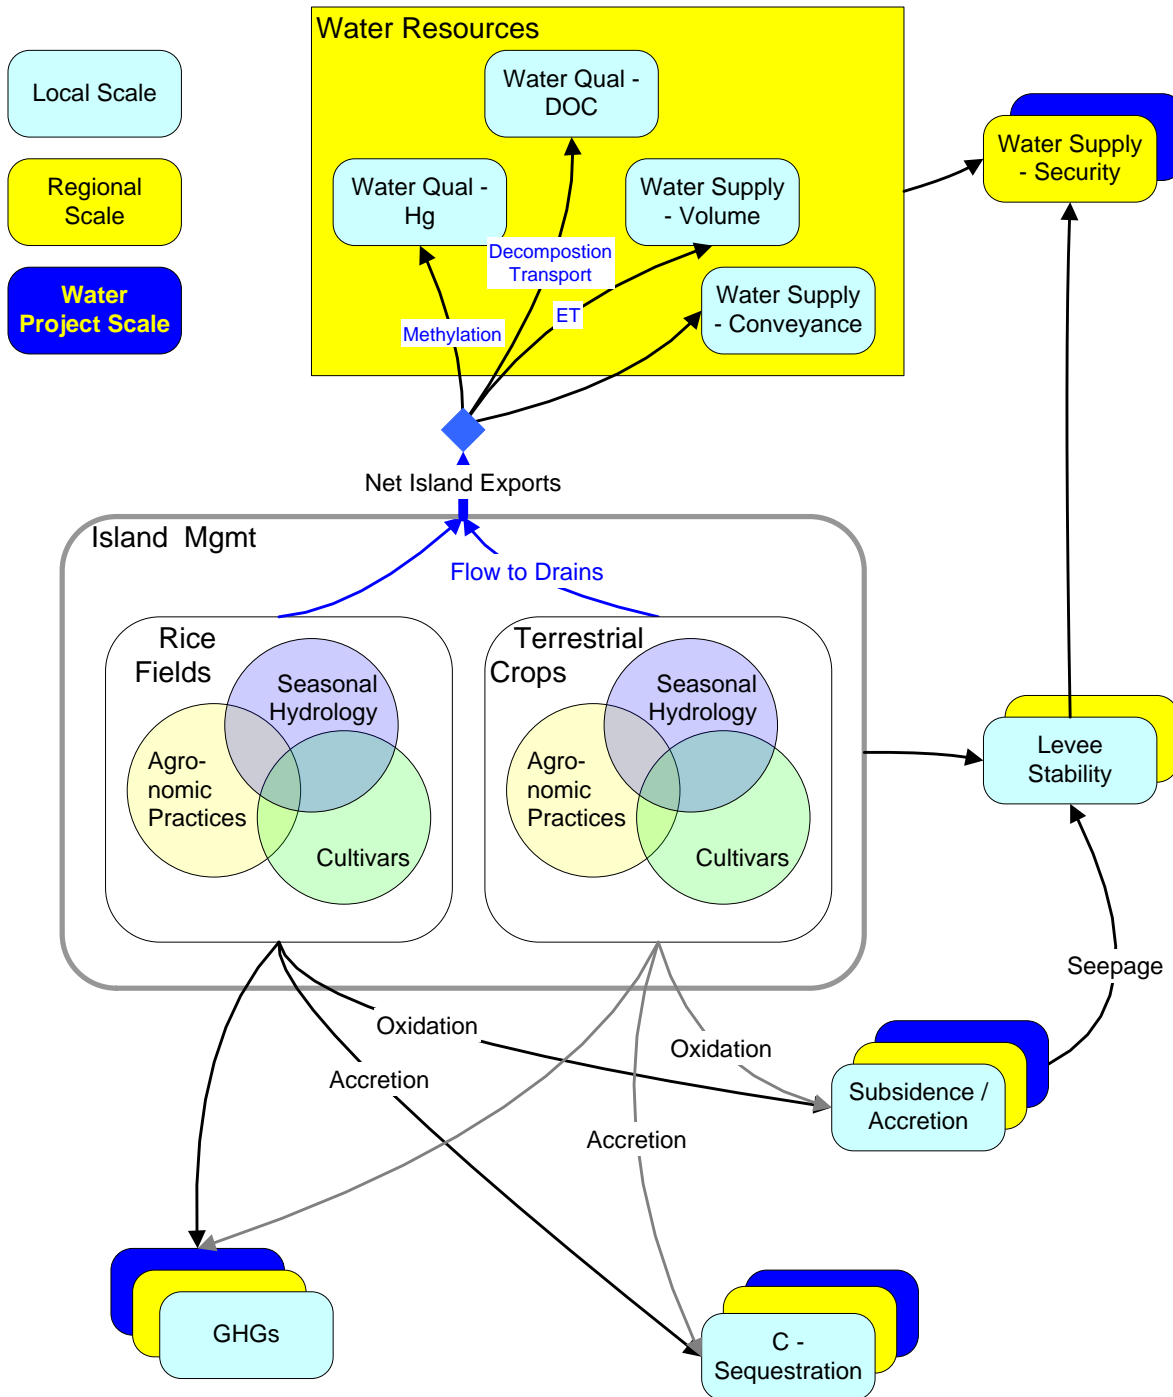 Water Resources
Local Scale
Regional
Scale
Water
Project Scale
Water Qual -
DOC
Water Qual -
Hg
Water Supply
- Volume
Water Supply
- Conveyance
Water Supply
- Security
Decompostion
Transport
ET
Methylation
Net Island Exports
Island Mgmt
Flow to Drains
Rice
Fields
Seasonal
Hydrology
Agro-
nomic
Practices
Cultivars
Terrestrial
Crops
Seasonal
Hydrology
Agro-
nomic
Practices
Cultivars
Levee
Stability
Seepage
Oxidation
Oxidation
Accretion
Accretion
Subsidence /
Accretion
GHGs
C -
Sequestration